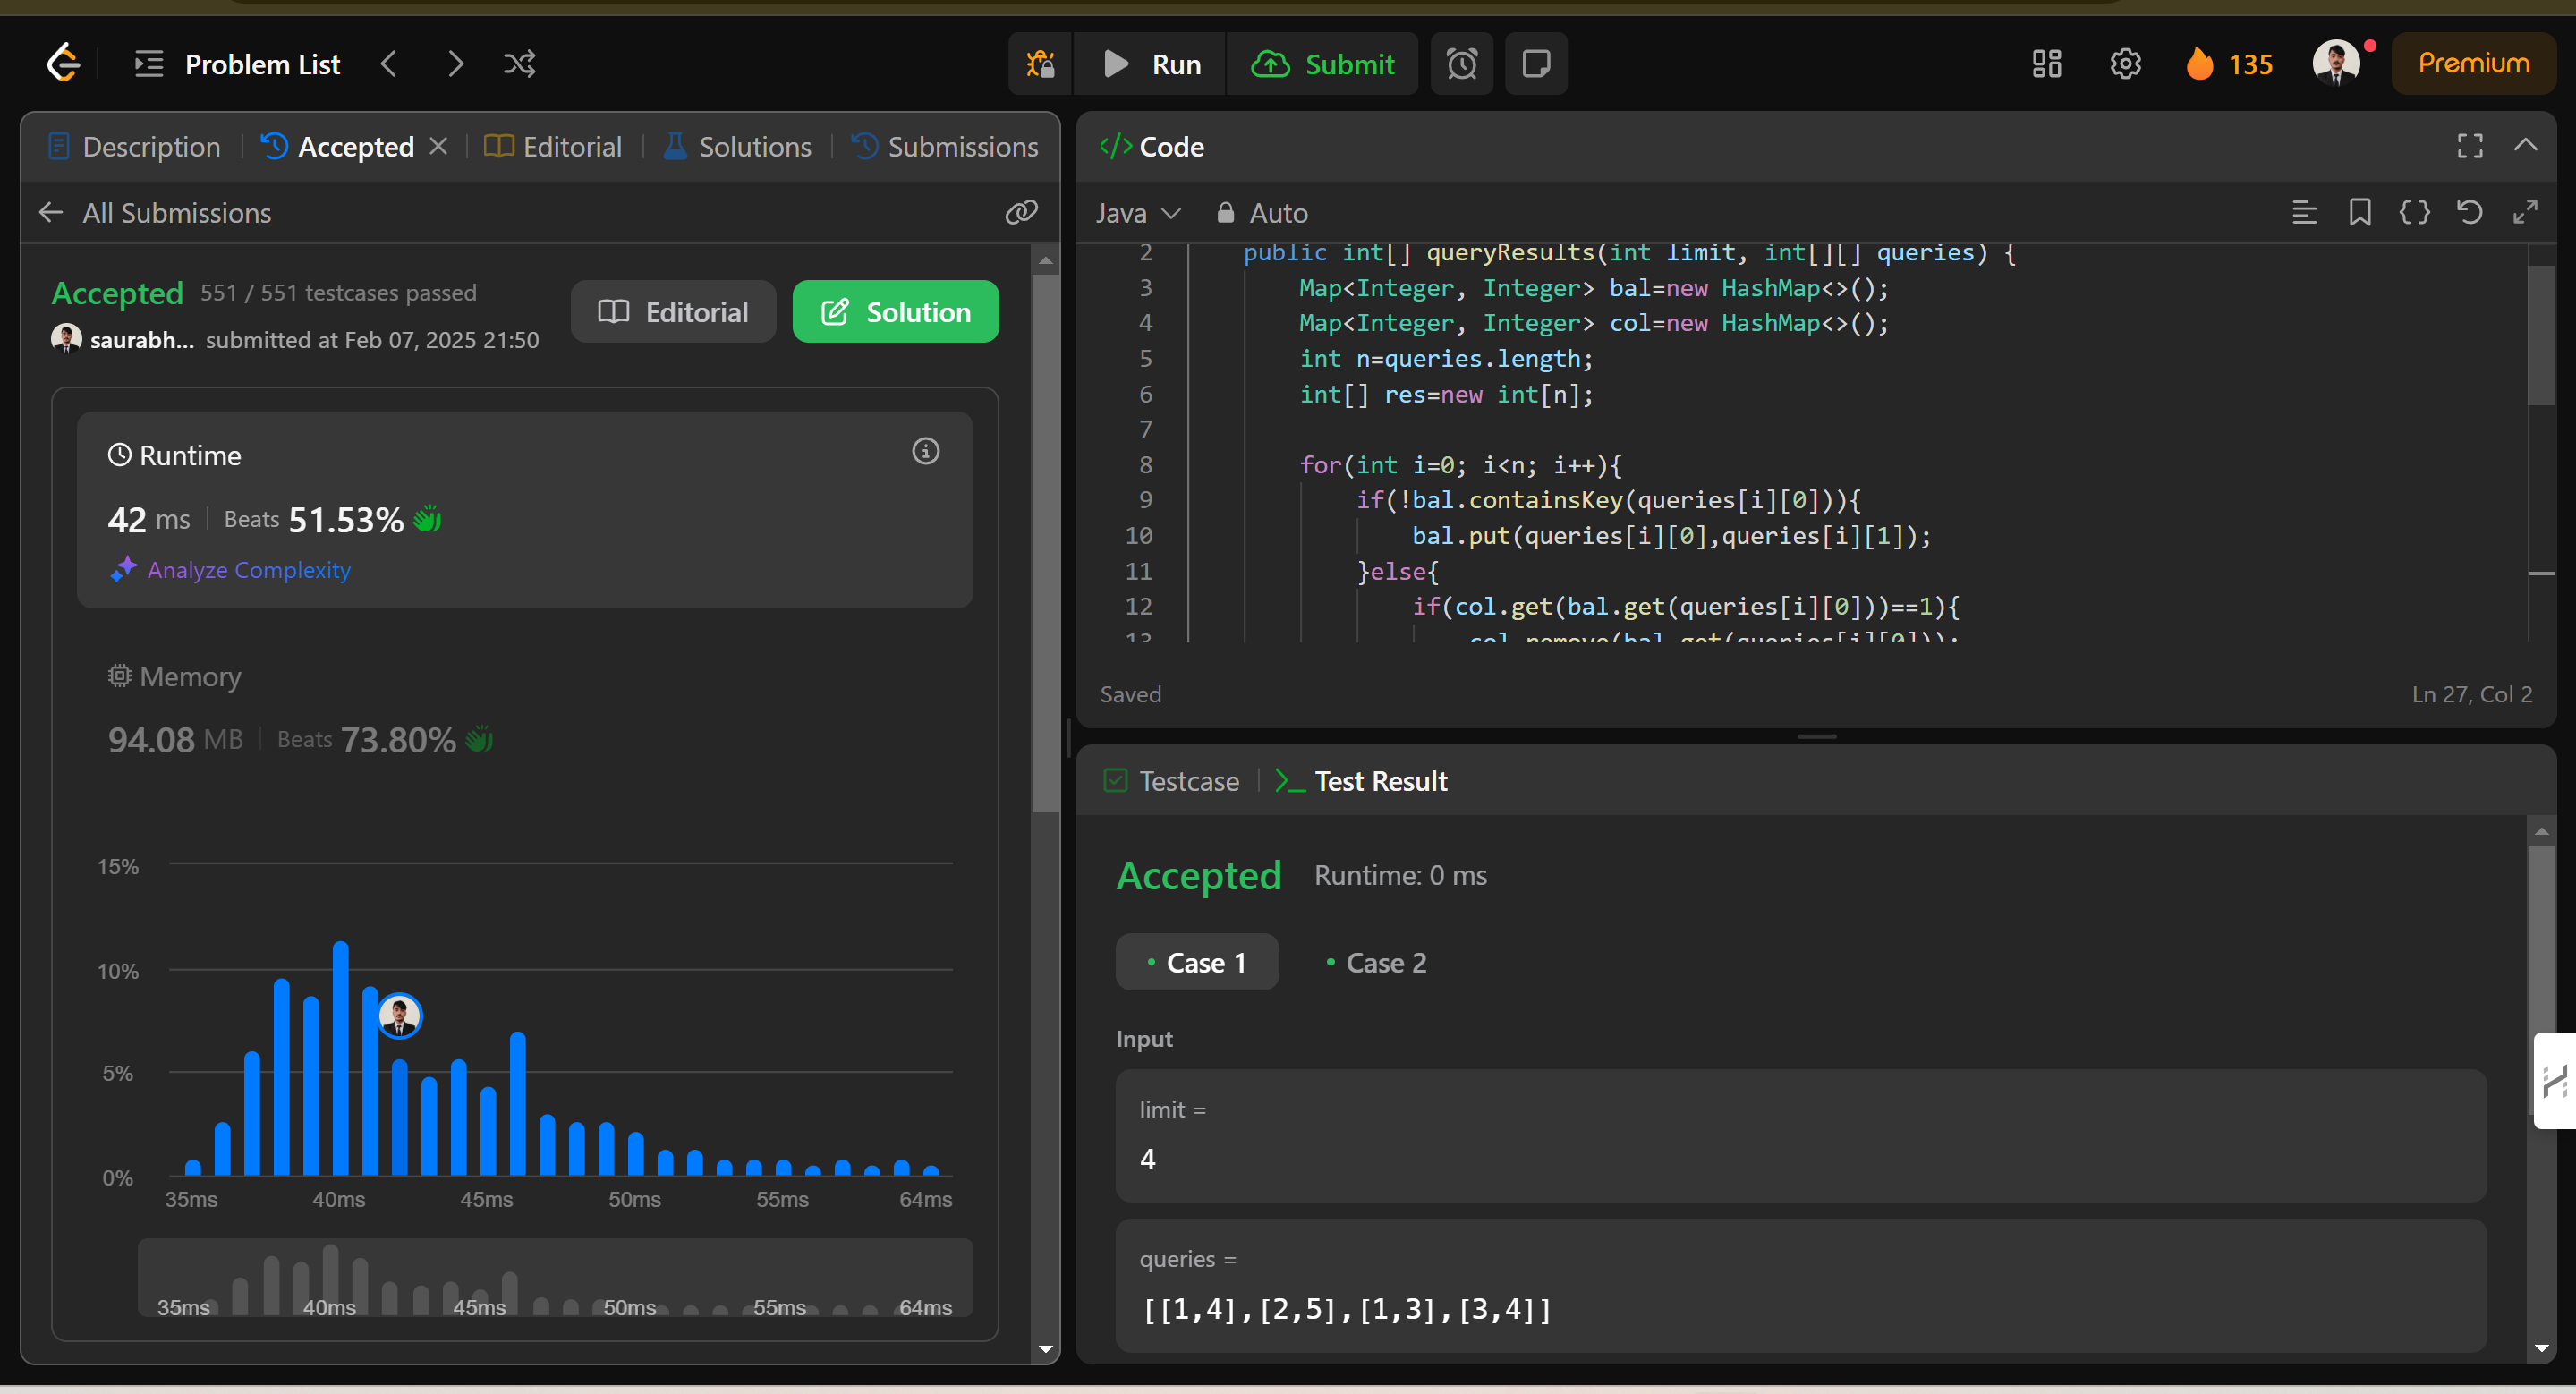 Problem List
Run
Submit
135
Premium
Description
Accepted
Editorial
Solutions
Submissions
All Submissions
Accepted 551 / 551 testcases passed
saurabh... submitted at Feb 07, 2025 21:50
Editorial
Solution
Runtime
42 ms Beats 51.53%
Analyze Complexity
Memory
94.08 MB Beats 73.80%
15%
10%
5%
0%
35ms 40ms 45ms 50ms 55ms 64ms
35ms 40ms 45ms 50ms 55ms 64ms
</> Code
Java Auto
2 public int[] queryResults(int limit, int[][] queries) {
3 Map<Integer, Integer> bal=new HashMap<>();
4 Map<Integer, Integer> col=new HashMap<>();
5 int n=queries.length;
6 int[] res=new int[n];
7
8 for(int i=0; i<n; i++){
9 if(!bal.containsKey(queries[i][0])){
10 bal.put(queries[i][0],queries[i][1]);
11 }else{
12 if(col.get(bal.get(queries[i][0]))==1){
13 col.remove(bal.get(queries[i][0]));
Saved
Ln 27, Col 2
Testcase
>_ Test Result
Accepted Runtime: 0 ms
Case 1
Case 2
Input
limit =
4
queries =
[[1,4],[2,5],[1,3],[3,4]]